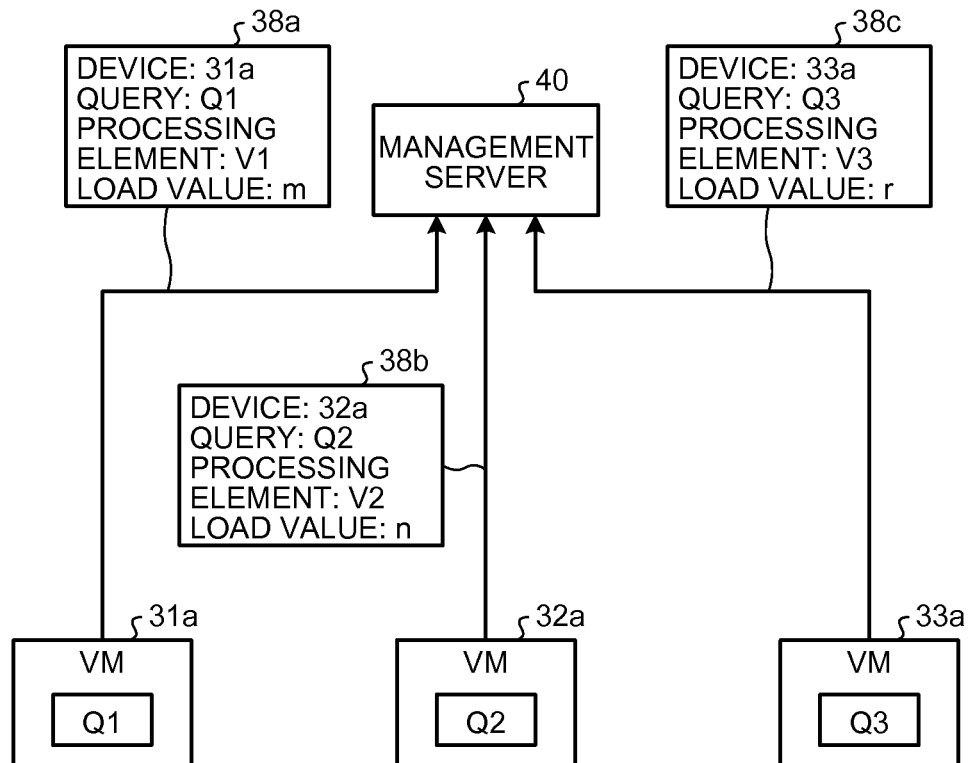 38a
DEVICE: 31a
QUERY: Q1
PROCESSING
ELEMENT: V1
LOAD VALUE: m
40
MANAGEMENT
SERVER
38c
DEVICE: 33a
QUERY: Q3
PROCESSING
ELEMENT: V3
LOAD VALUE: r
38b
DEVICE: 32a
QUERY: Q2
PROCESSING
ELEMENT: V2
LOAD VALUE: n
31a
VM
Q1
32a
VM
Q2
33a
VM
Q3